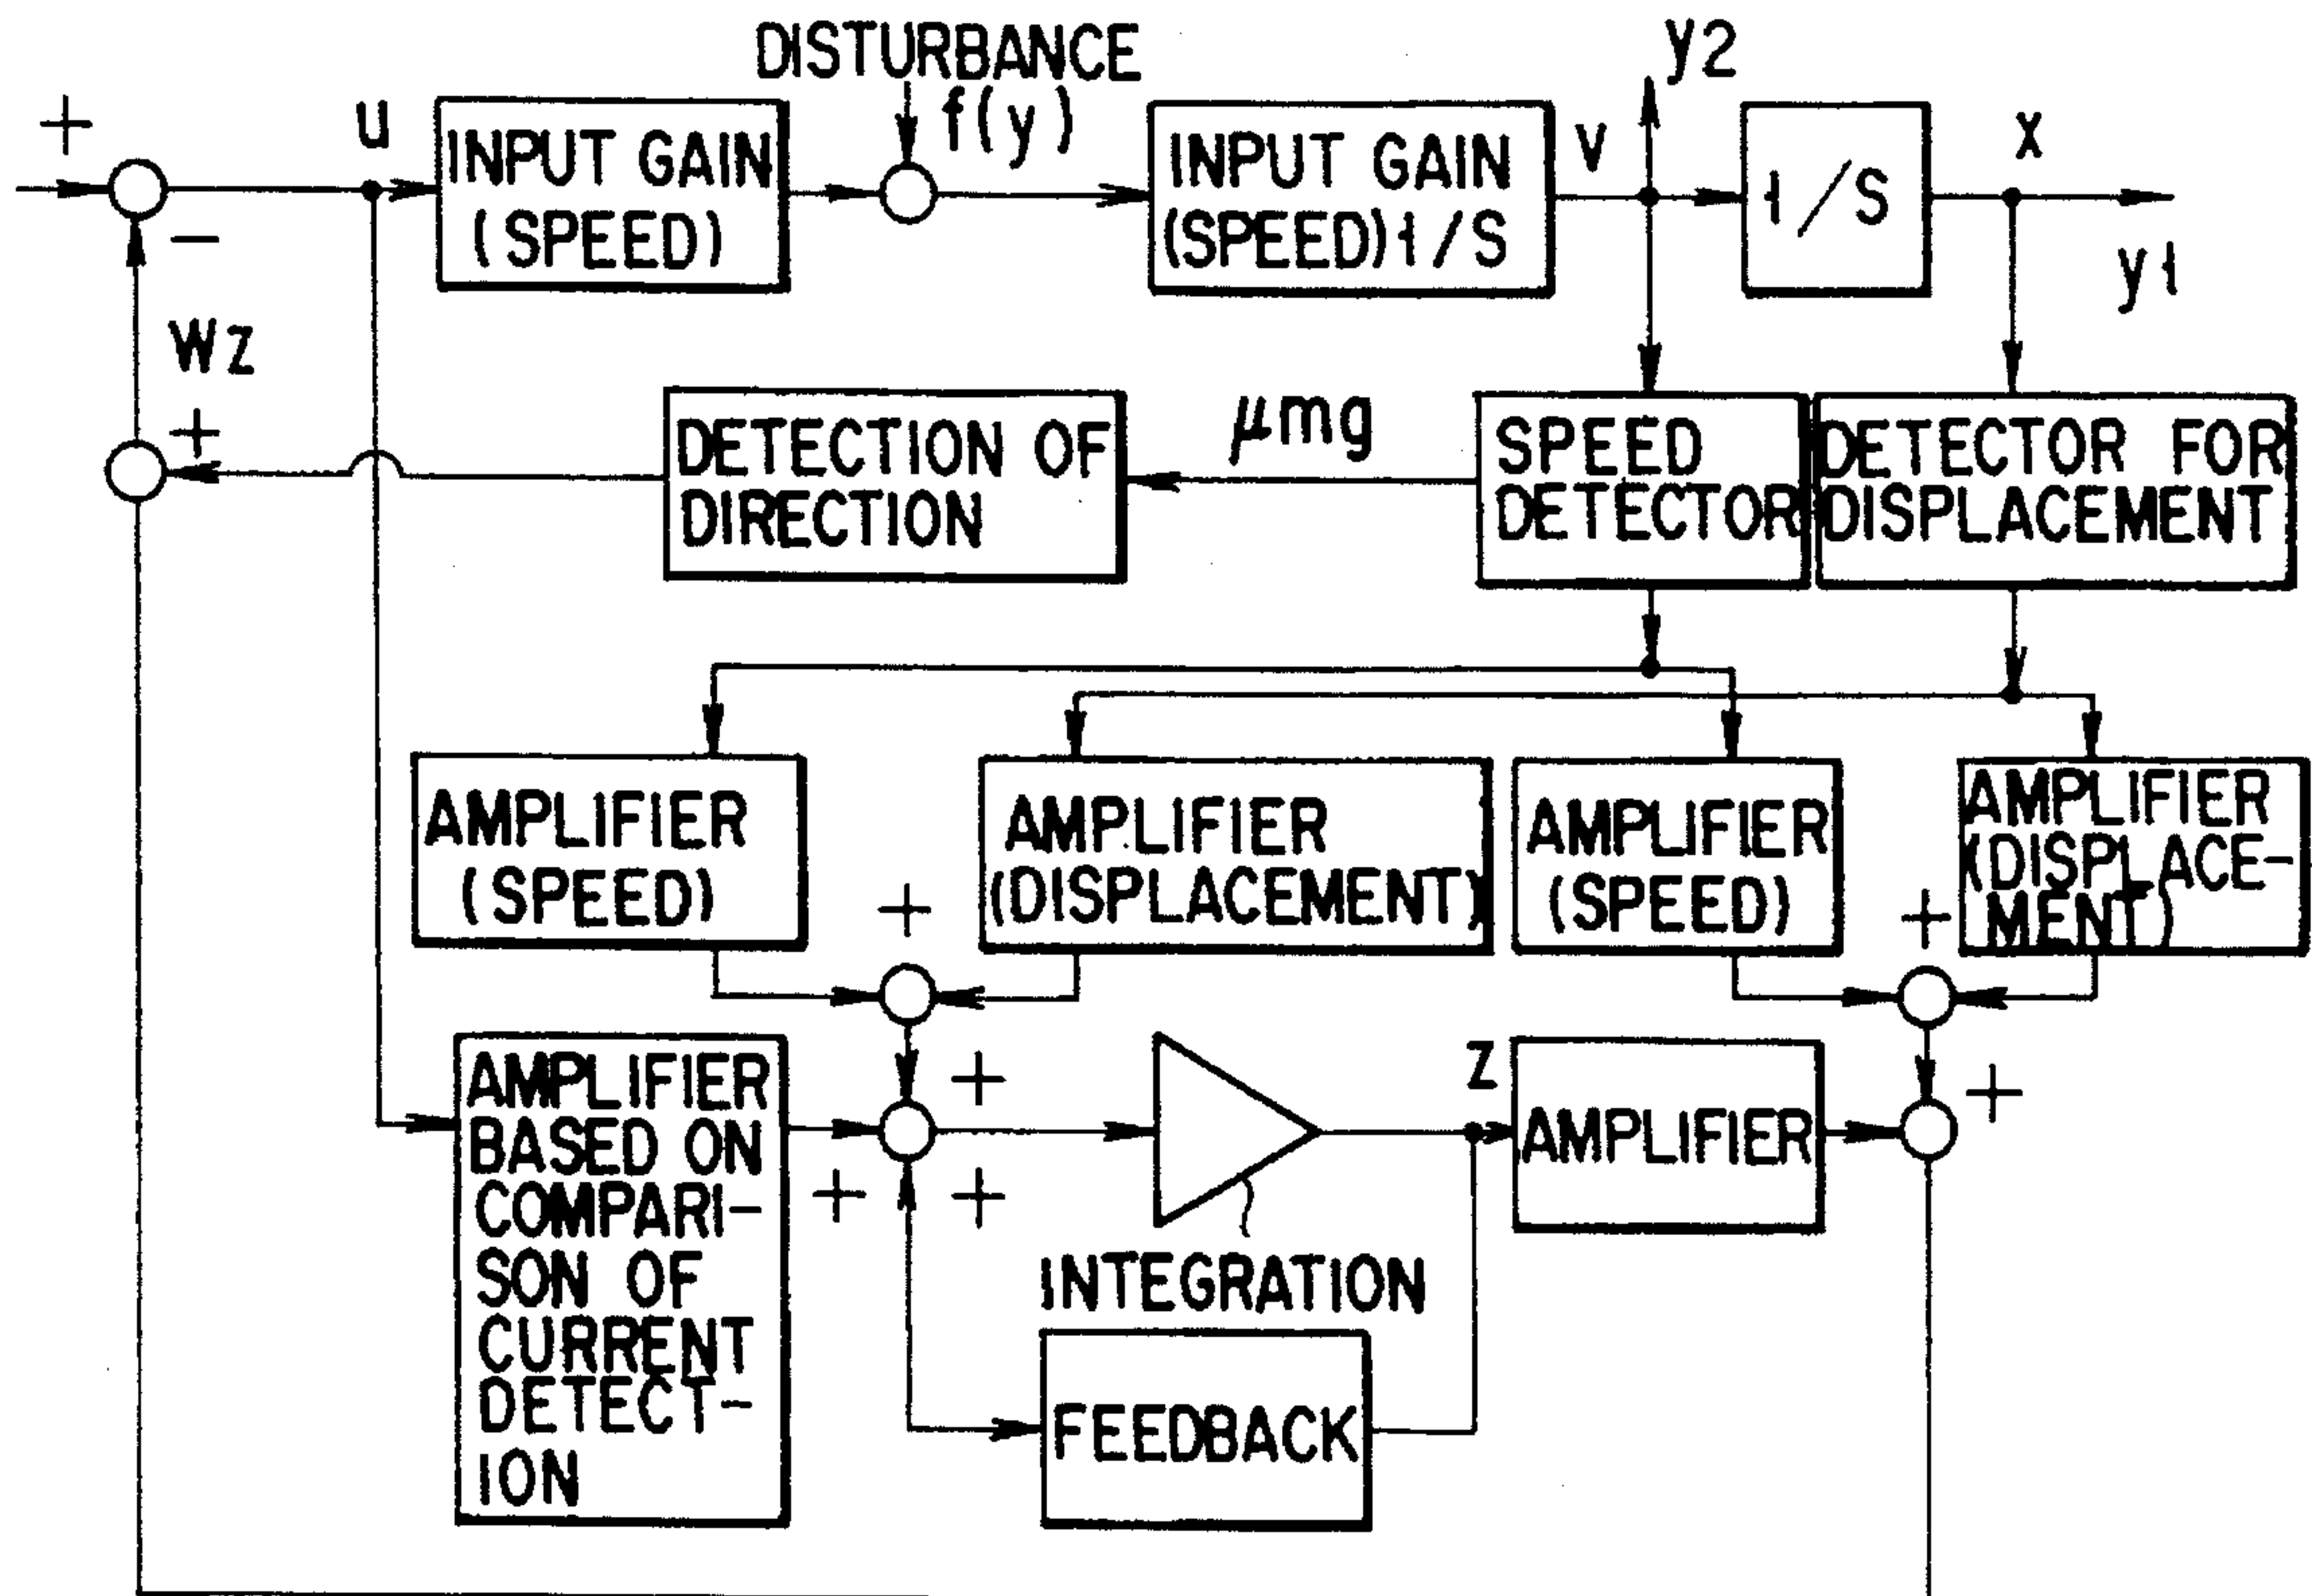 DISTURBANCE
y2
+
u
INPUT GAIN
(SPEED)
f(y)
INPUT GAIN
(SPEED)1/S
v
1/S
x
y1
−
wz
+
DETECTION OF
DIRECTION
μmg
SPEED
DETECTOR
DETECTOR FOR
DISPLACEMENT
AMPLIFIER
(SPEED)
+
AMPLIFIER
(DISPLACEMENT)
AMPLIFIER
(SPEED)
+
AMPLIFIER
(DISPLACE-
MENT)
AMPLIFIER
BASED ON
COMPARI-
SON OF
CURRENT
DETECT-
ION
+
+
+
INTEGRATION
z
AMPLIFIER
+
FEEDBACK